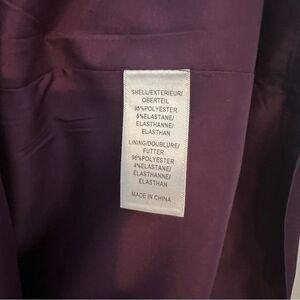 SHELL/EXTERIEUR/
OBERTEIL
95%POLYESTER
5%ELASTANE/
ELASTHANNE/
ELASTHAN
LINING/DOUBLURE/
FUTTER
96%POLYESTER
4%ELASTANE/
ELASTHANNE/
ELASTHAN
MADE IN CHINA